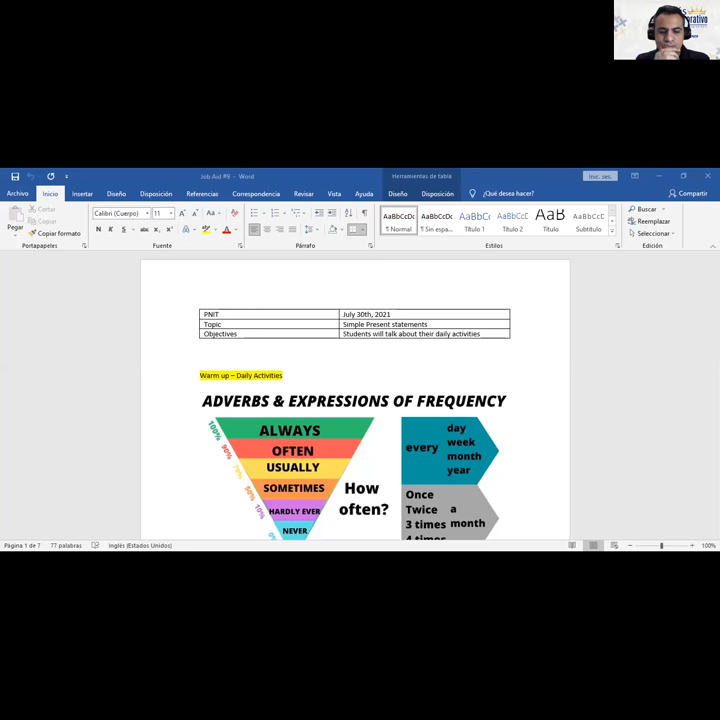 Job Aid #9 - Word
Herramientas de tabla
Inic. ses.
Archivo Inicio Insertar Diseño Disposición Referencias Correspondencia Revisar Vista Ayuda Diseño Disposición ¿Qué desea hacer? Compartir
Pegar
Cortar
Copiar
Copiar formato
Portapapeles
Calibri (Cuerpo) 11
Fuente
Párrafo
AaBbCcDc AaBbCcDc AaBbCc AaBbCcD AaB AaBbCcC
¶ Normal ¶ Sin espa... Título 1 Título 2 Título Subtítulo
Estilos
Buscar
Reemplazar
Seleccionar
Edición
PNIT July 30th, 2021
Topic Simple Present statements
Objectives Students will talk about their daily activities
Warm up – Daily Activities
ADVERBS & EXPRESSIONS OF FREQUENCY
100% ALWAYS
90% OFTEN
USUALLY
50% SOMETIMES
10% HARDLY EVER
NEVER
How often?
every
day
week
month
year
Once
Twice
3 times
4 times
a month
Página 1 de 7 77 palabras Inglés (Estados Unidos) 100%